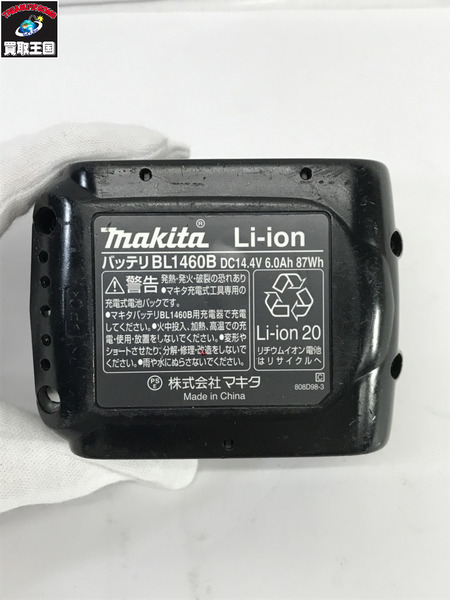 買取王国
makita® Li-ion
バッテリ BL1460B DC14.4V 6.0Ah 87Wh
警告 発熱・発火・破裂の恐れあり
●マキタ充電式工具専用の
充電式電池パックです。
●マキタバッテリBL1460B用充電器で充電
してください。●火中投入、加熱、高温での充
電・使用・放置をしないでください。●変形や
ショートさせたり、分解・修理・改造をしないで
ください。●雨や水にぬらさないでください。
Li-ion 20
リチウムイオン電池
はリサイクルへ
PS
E
株式会社マキタ
Made in China
C
808D98-3